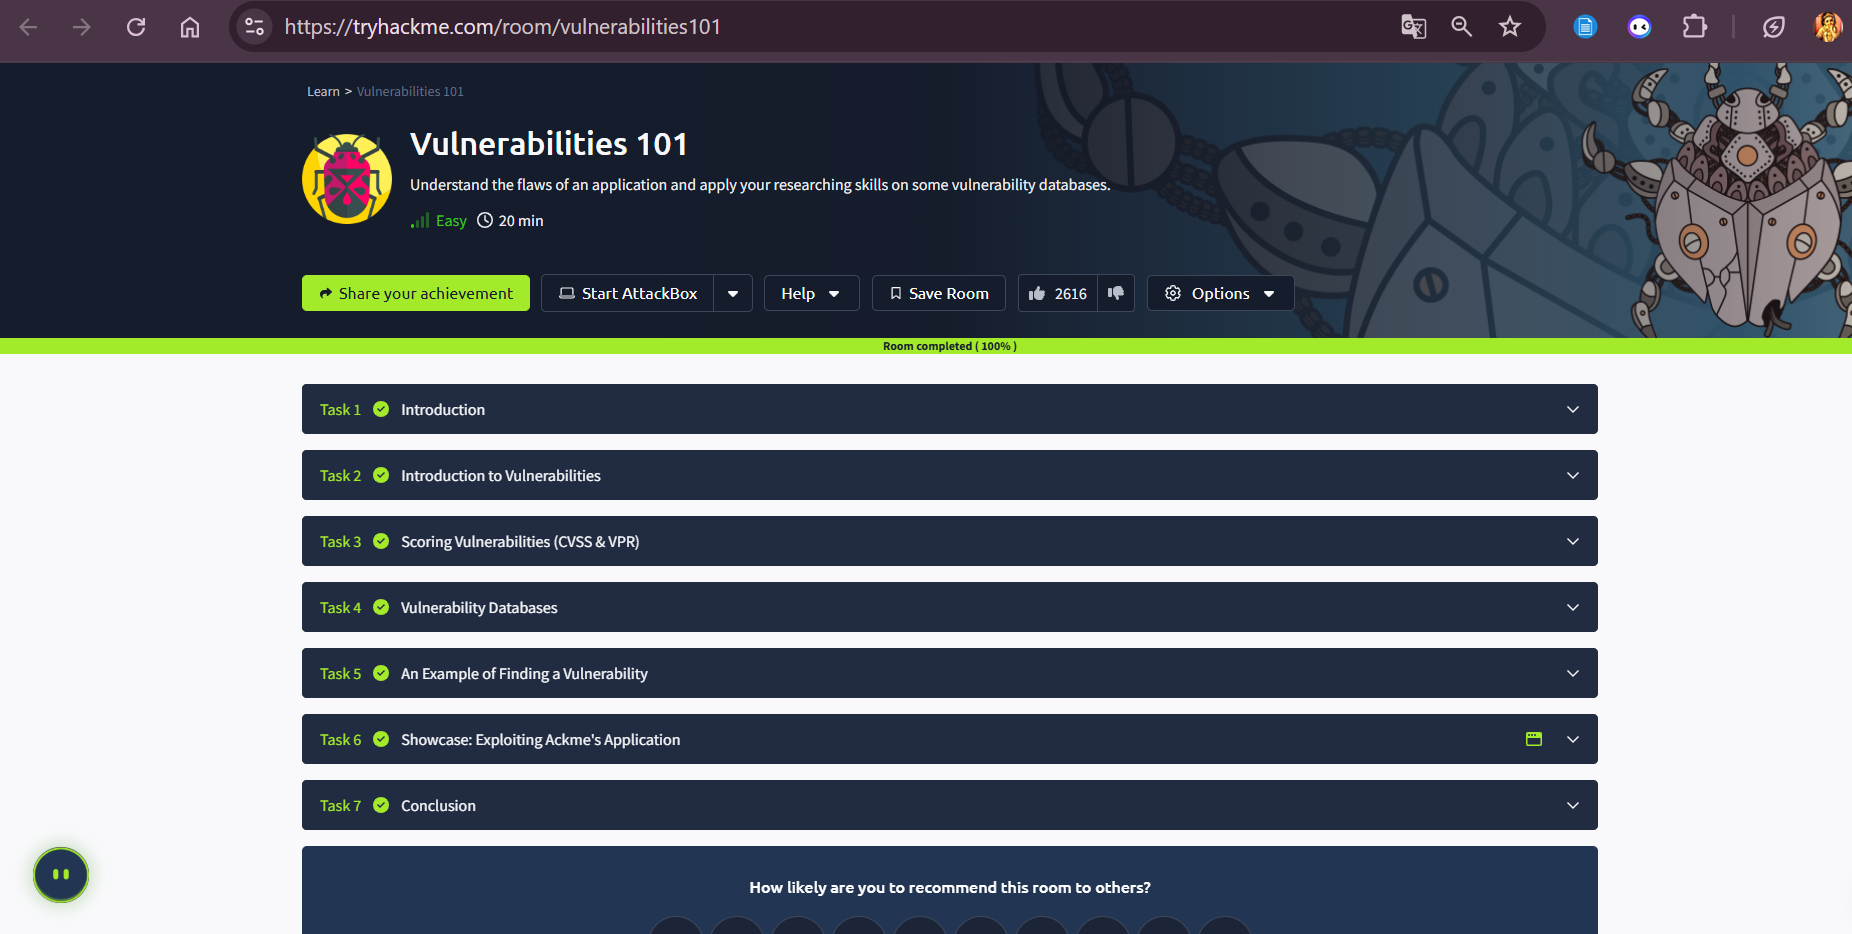 https://tryhackme.com/room/vulnerabilities101
Learn > Vulnerabilities 101
Vulnerabilities 101
Understand the flaws of an application and apply your researching skills on some vulnerability databases.
Easy 20 min
Share your achievement Start AttackBox Help Save Room 2616 Options
Room completed ( 100% )
Task 1 Introduction
Task 2 Introduction to Vulnerabilities
Task 3 Scoring Vulnerabilities (CVSS & VPR)
Task 4 Vulnerability Databases
Task 5 An Example of Finding a Vulnerability
Task 6 Showcase: Exploiting Ackme's Application
Task 7 Conclusion
How likely are you to recommend this room to others?